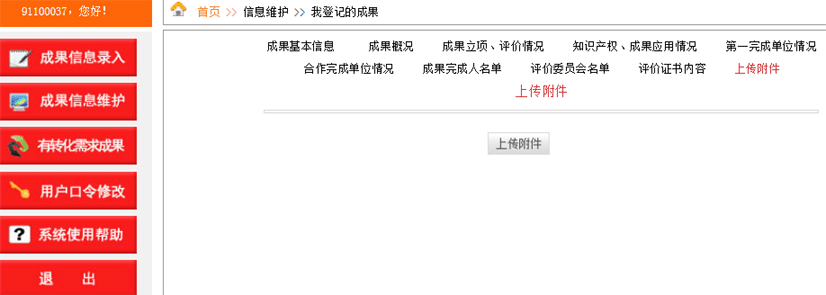 91100037，您好!
首页 >> 信息维护 >> 我登记的成果
成果信息录入
成果信息维护
有转化需求成果
用户口令修改
系统使用帮助
退 出
成果基本信息 成果概况 成果立项、评价情况 知识产权、成果应用情况 第一完成单位情况
合作完成单位情况 成果完成人名单 评价委员会名单 评价证书内容 上传附件
上传附件
上传附件